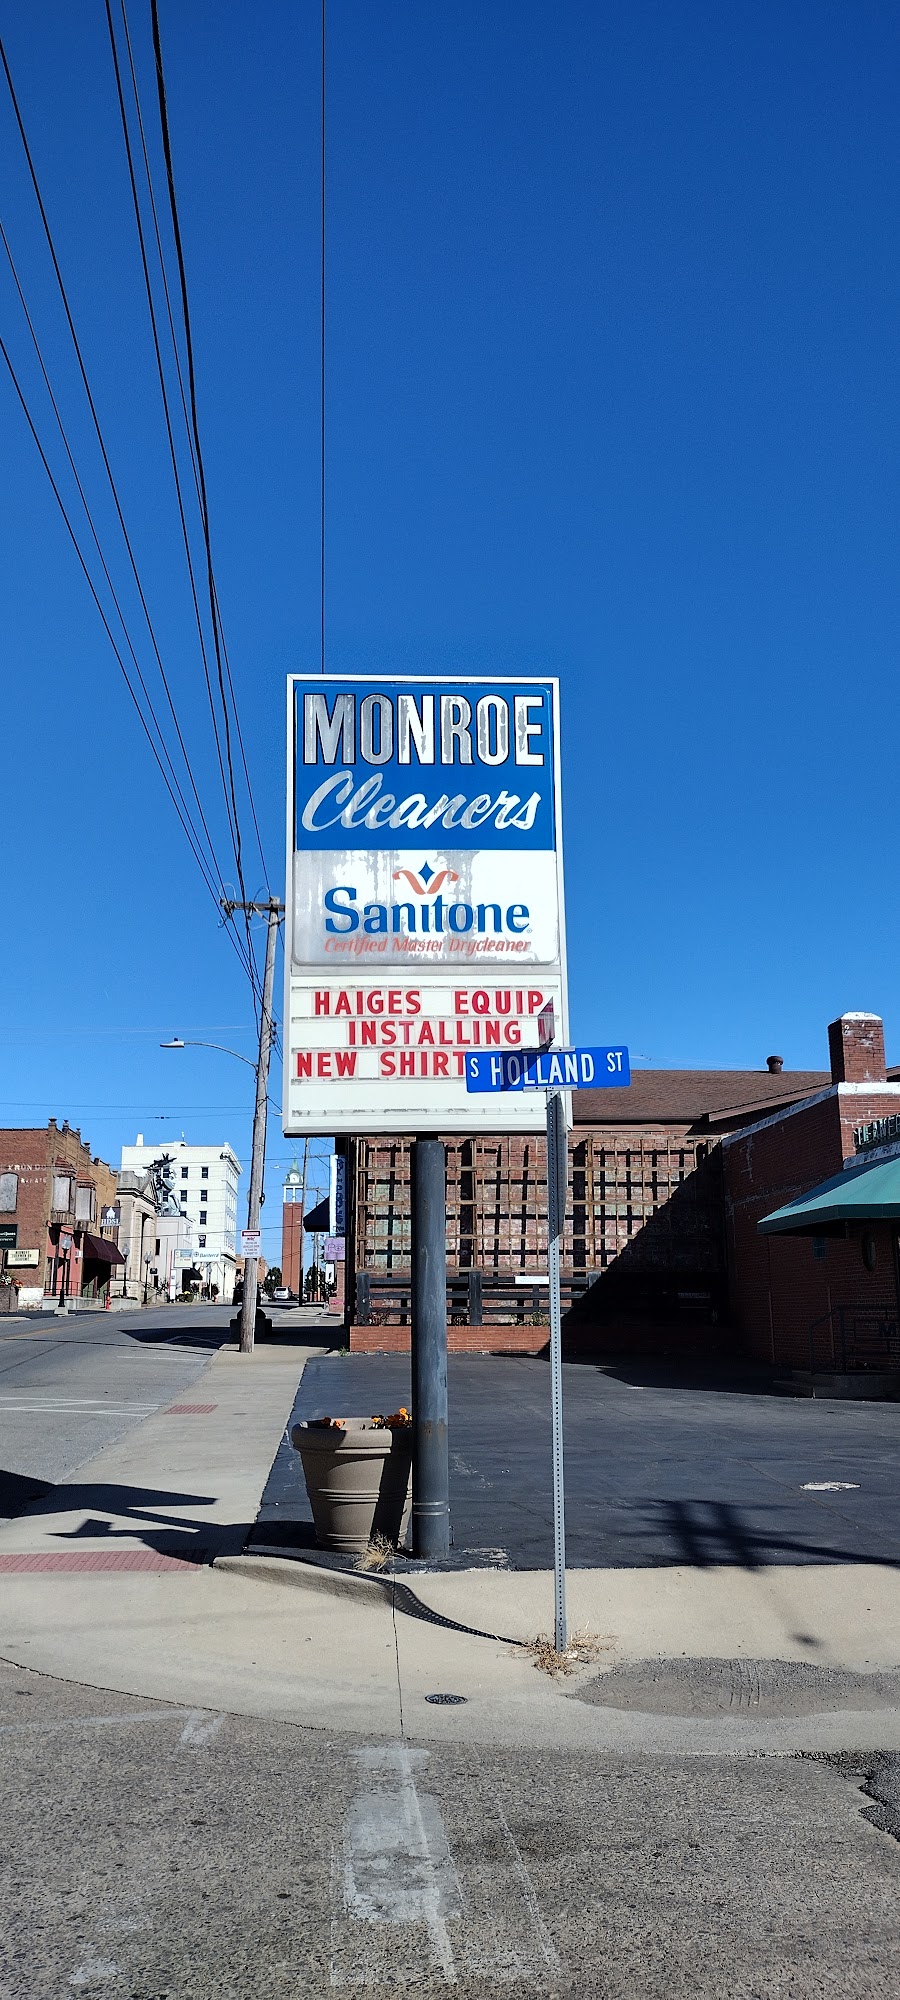 MONROE
Cleaners
Sanitone
Certified Master Drycleaner
HAIGES EQUIP
INSTALLING
NEW SHIRT
S HOLLAND ST